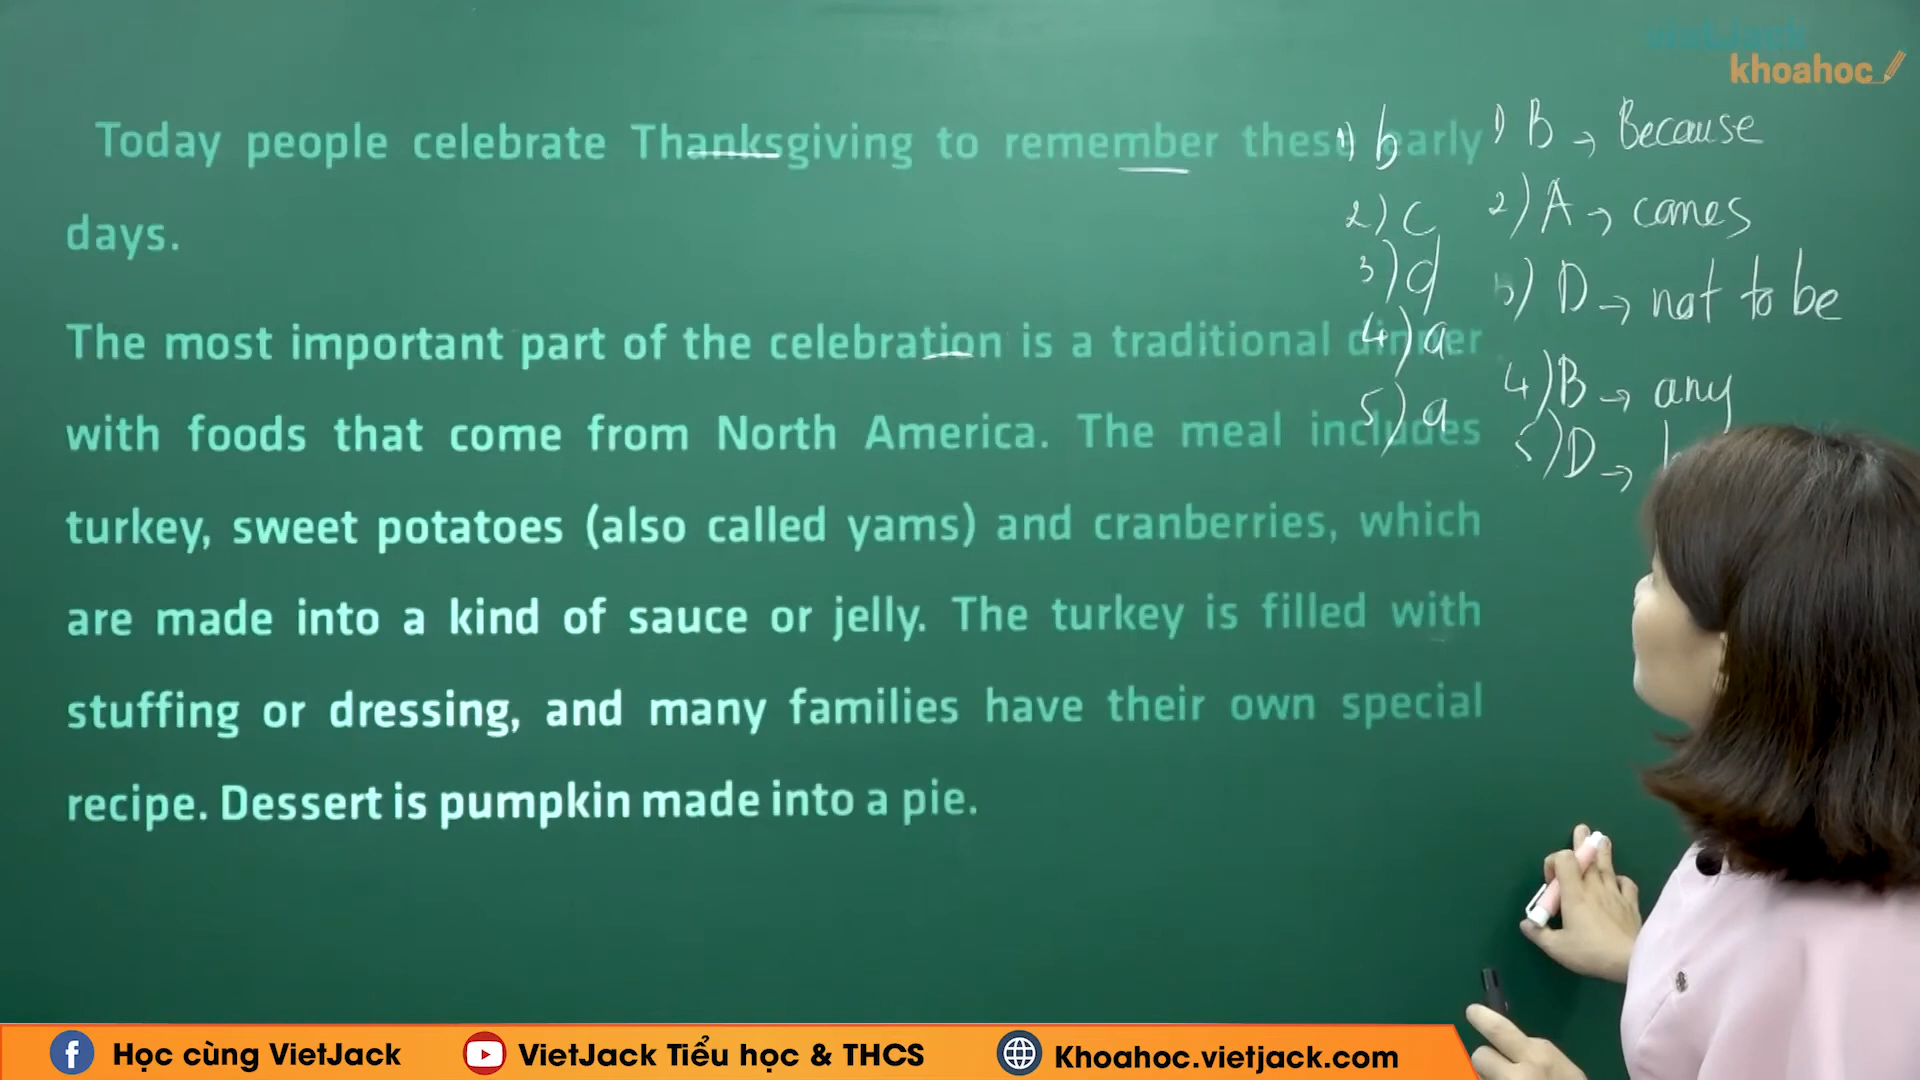 vietJack
khoahoc
Today people celebrate Thanksgiving to remember these early
days.
The most important part of the celebration is a traditional dinner
with foods that come from North America. The meal includes
turkey, sweet potatoes (also called yams) and cranberries, which
are made into a kind of sauce or jelly. The turkey is filled with
stuffing or dressing, and many families have their own special
recipe. Dessert is pumpkin made into a pie.
1) b
2) c
3) d
4) a
5) a
1) B → Because
2) A → comes
3) D → not to be
4) B → any
5) D →
Học cùng VietJack
VietJack Tiểu học & THCS
Khoahoc.vietjack.com